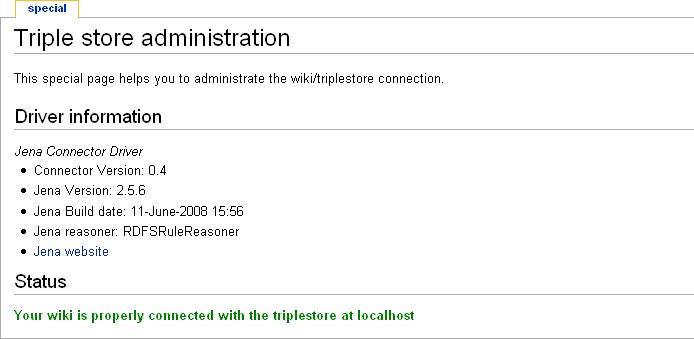 special
Triple store administration
This special page helps you to administrate the wiki/triplestore connection.
Driver information
Jena Connector Driver
Connector Version: 0.4
Jena Version: 2.5.6
Jena Build date: 11-June-2008 15:56
Jena reasoner: RDFSRuleReasoner
Jena website
Status
Your wiki is properly connected with the triplestore at localhost